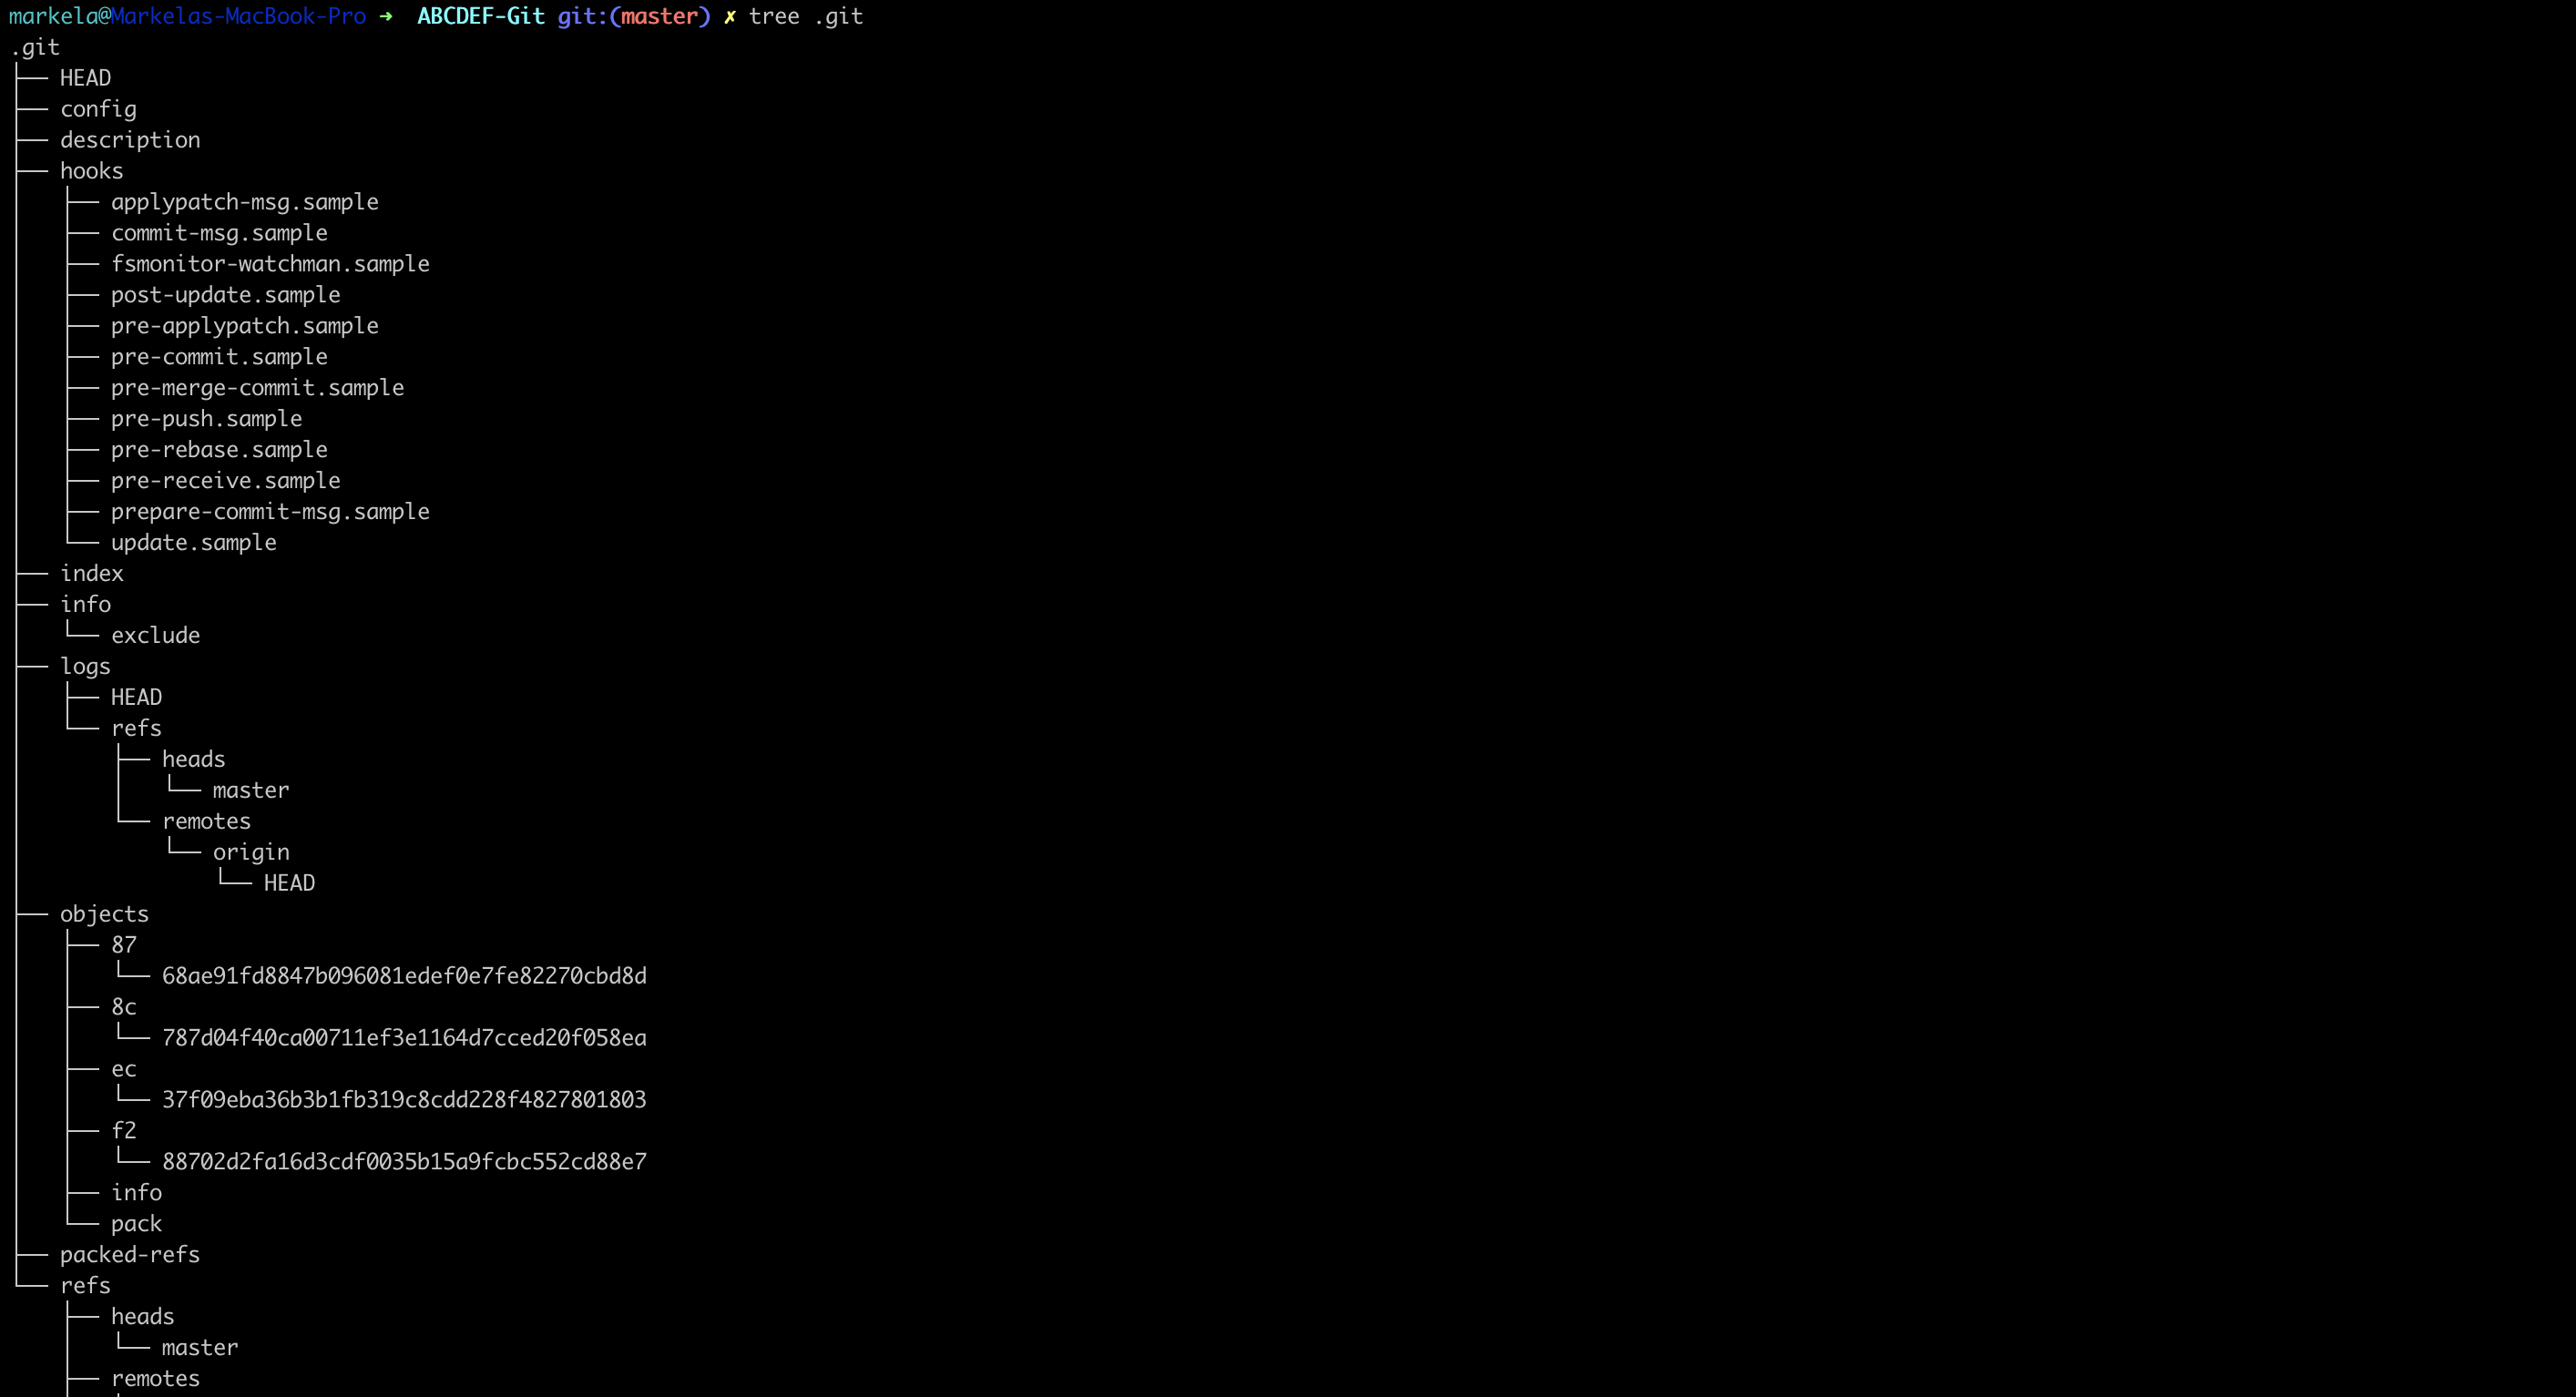 markela@Markelas-MacBook-Pro ➜  ABCDEF-Git git:(master) ✗ tree .git
.git
├── HEAD
├── config
├── description
├── hooks
│   ├── applypatch-msg.sample
│   ├── commit-msg.sample
│   ├── fsmonitor-watchman.sample
│   ├── post-update.sample
│   ├── pre-applypatch.sample
│   ├── pre-commit.sample
│   ├── pre-merge-commit.sample
│   ├── pre-push.sample
│   ├── pre-rebase.sample
│   ├── pre-receive.sample
│   ├── prepare-commit-msg.sample
│   └── update.sample
├── index
├── info
│   └── exclude
├── logs
│   ├── HEAD
│   └── refs
│       ├── heads
│       │   └── master
│       └── remotes
│           └── origin
│               └── HEAD
├── objects
│   ├── 87
│   │   └── 68ae91fd8847b096081edef0e7fe82270cbd8d
│   ├── 8c
│   │   └── 787d04f40ca00711ef3e1164d7cced20f058ea
│   ├── ec
│   │   └── 37f09eba36b3b1fb319c8cdd228f4827801803
│   ├── f2
│   │   └── 88702d2fa16d3cdf0035b15a9fcbc552cd88e7
│   ├── info
│   └── pack
├── packed-refs
└── refs
    ├── heads
    │   └── master
    ├── remotes